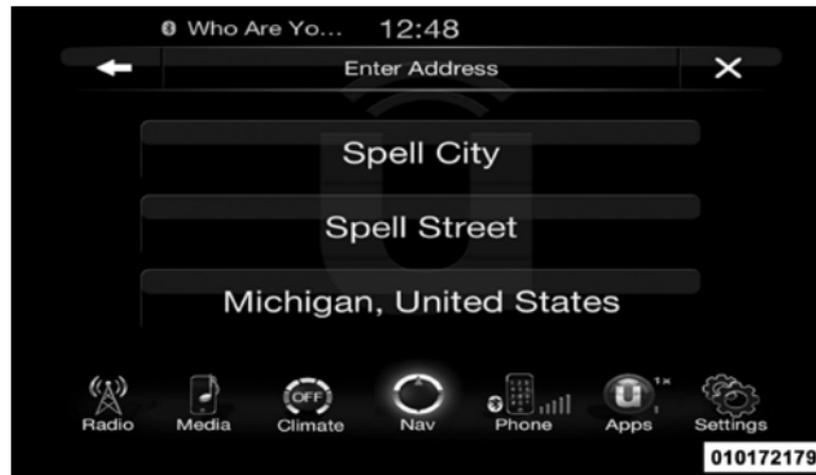 Who Are Yo... 12:48
Enter Address
Spell City
Spell Street
Michigan, United States
OFF 1x
Radio Media Climate Nav Phone Apps Settings
010172179